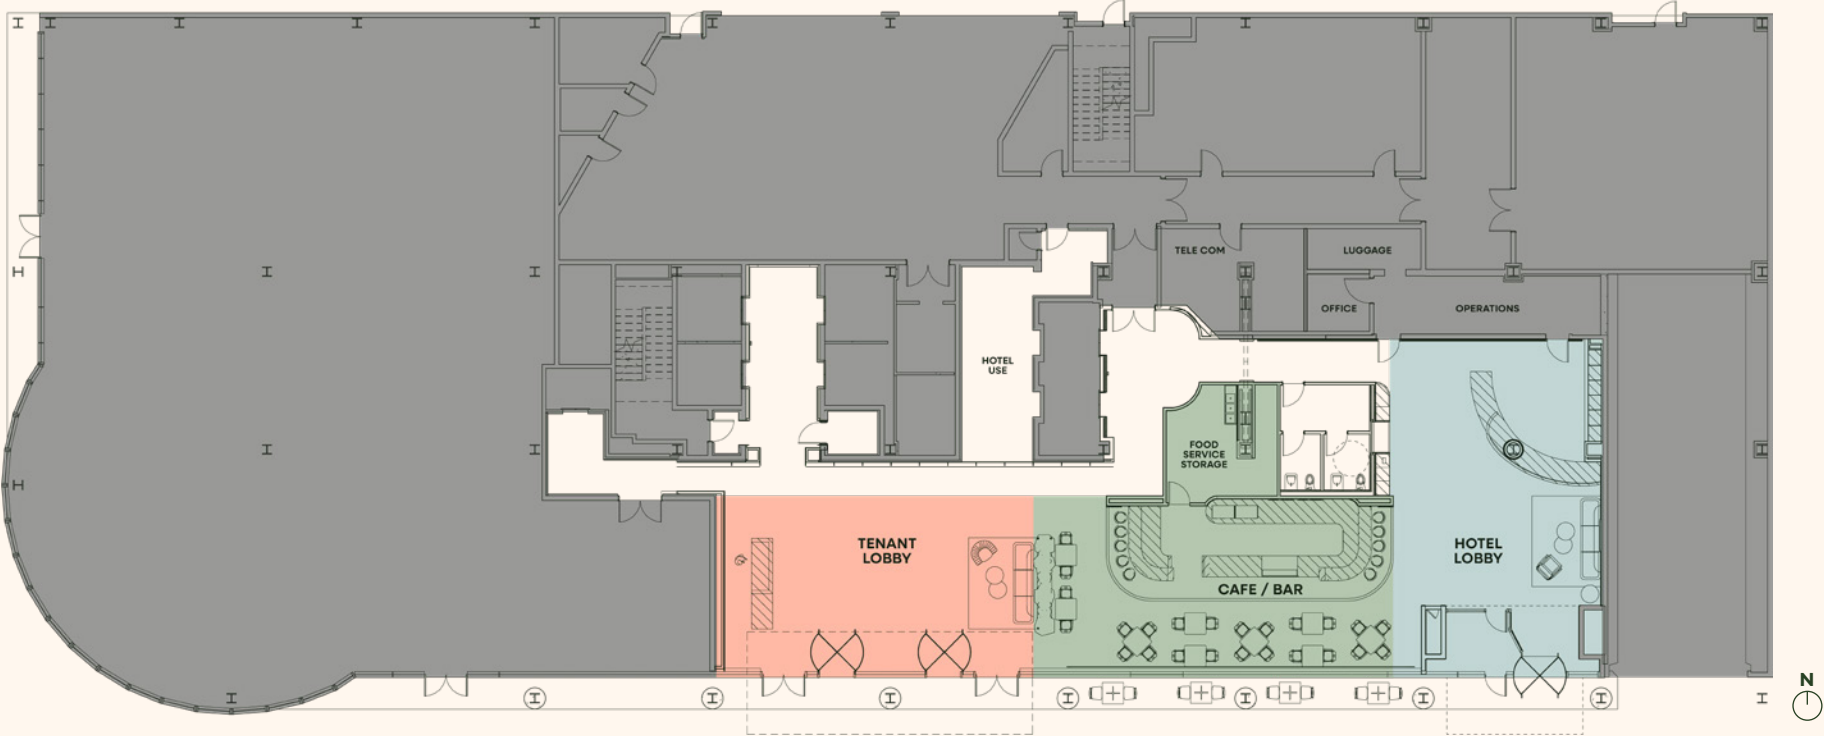 TELE COM
LUGGAGE
OFFICE
OPERATIONS
HOTEL
USE
FOOD
SERVICE
STORAGE
TENANT
LOBBY
HOTEL
LOBBY
CAFE / BAR
N